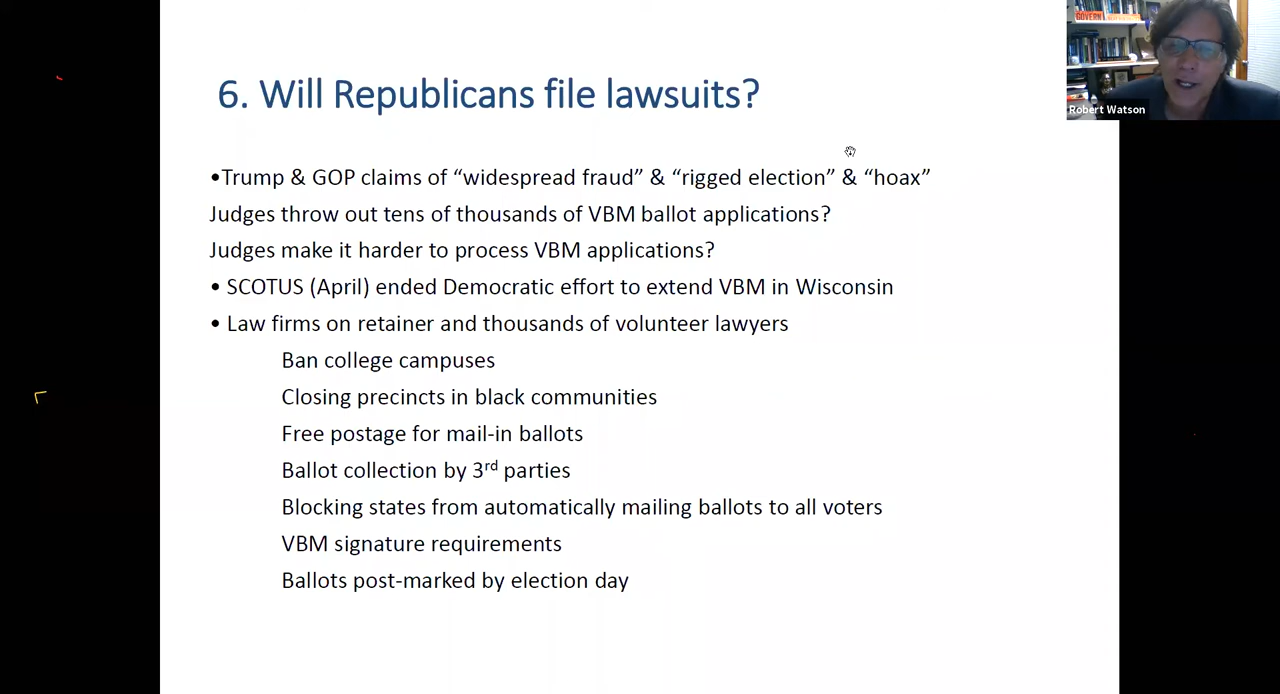 6. Will Republicans file lawsuits?
GOVERN
Robert Watson
•Trump & GOP claims of “widespread fraud” & “rigged election” & “hoax”
Judges throw out tens of thousands of VBM ballot applications?
Judges make it harder to process VBM applications?
• SCOTUS (April) ended Democratic effort to extend VBM in Wisconsin
• Law firms on retainer and thousands of volunteer lawyers
Ban college campuses
Closing precincts in black communities
Free postage for mail-in ballots
Ballot collection by 3rd parties
Blocking states from automatically mailing ballots to all voters
VBM signature requirements
Ballots post-marked by election day